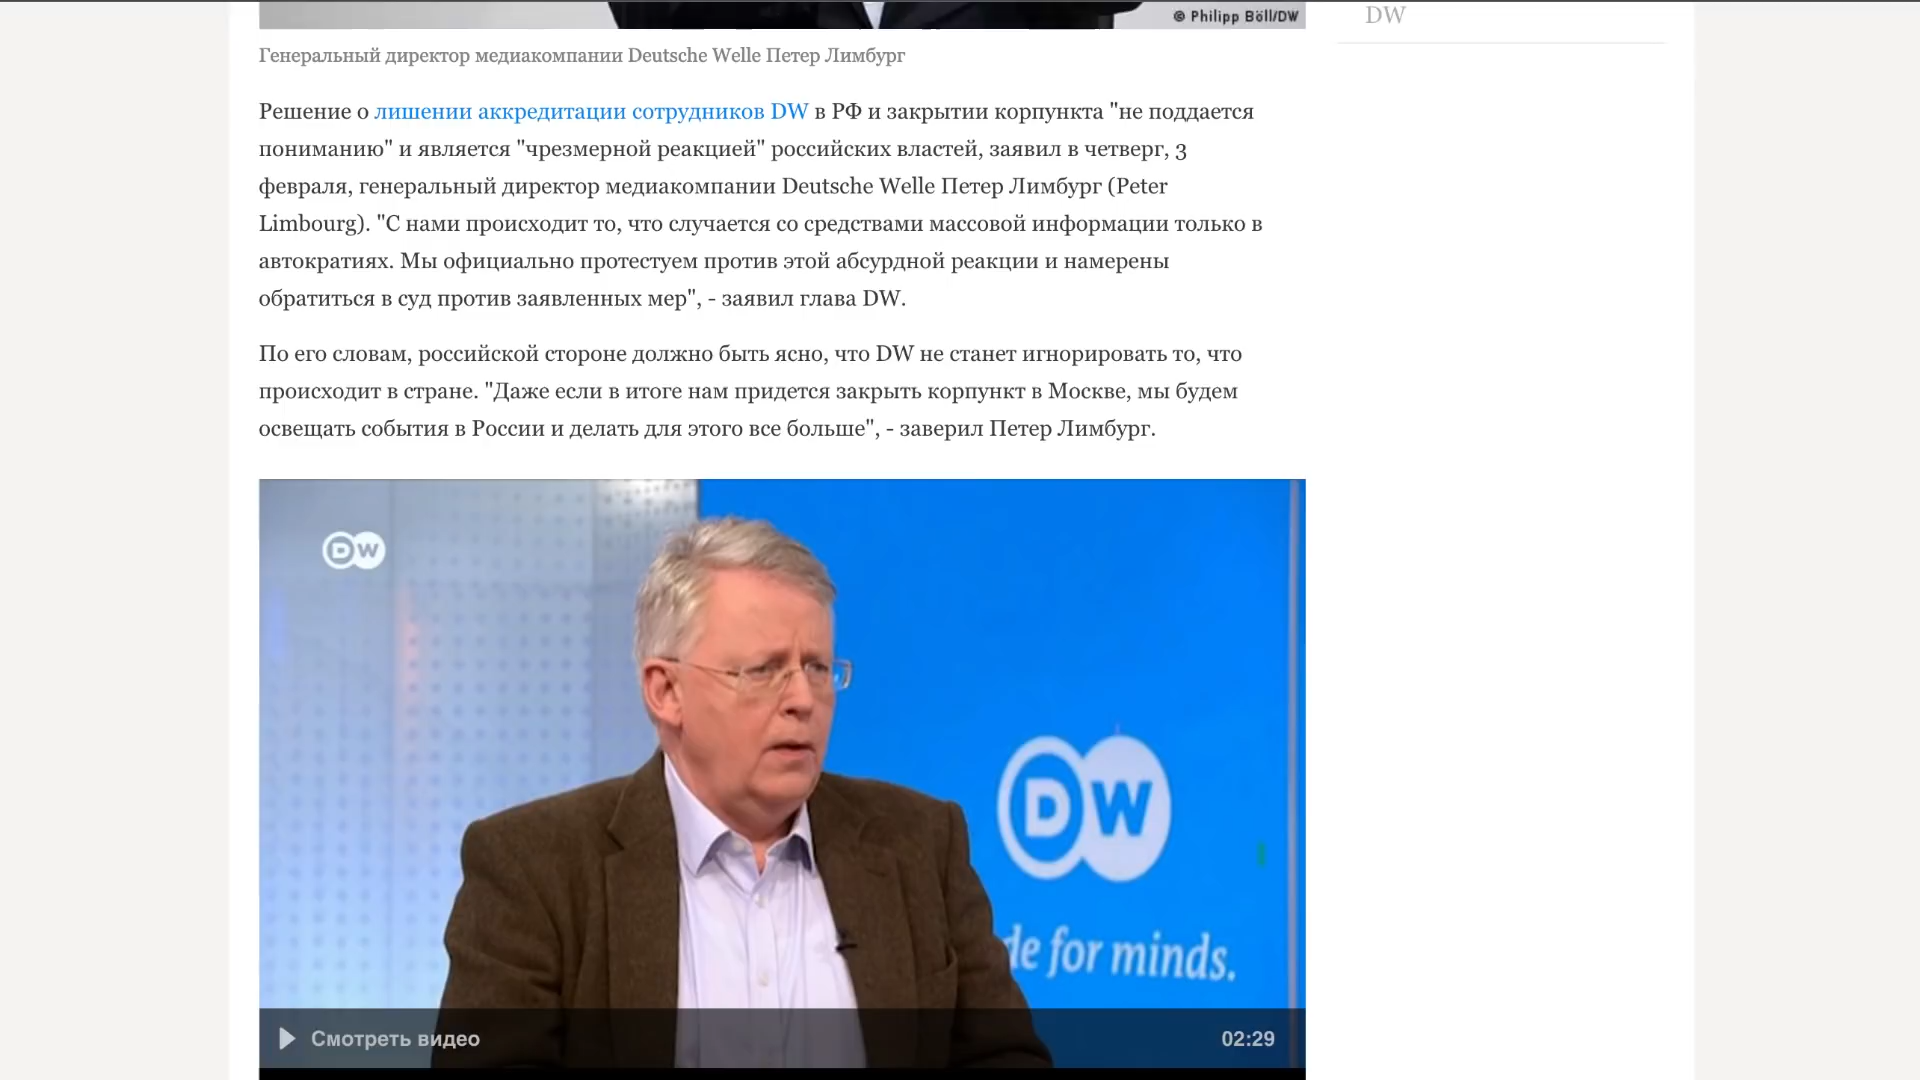 © Philipp Böll/DW
DW
Генеральный директор медиакомпании Deutsche Welle Петер Лимбург
Решение о лишении аккредитации сотрудников DW в РФ и закрытии корпункта "не поддается
пониманию" и является "чрезмерной реакцией" российских властей, заявил в четверг, 3
февраля, генеральный директор медиакомпании Deutsche Welle Петер Лимбург (Peter
Limbourg). "С нами происходит то, что случается со средствами массовой информации только в
автократиях. Мы официально протестуем против этой абсурдной реакции и намерены
обратиться в суд против заявленных мер", - заявил глава DW.
По его словам, российской стороне должно быть ясно, что DW не станет игнорировать то, что
происходит в стране. "Даже если в итоге нам придется закрыть корпункт в Москве, мы будем
освещать события в России и делать для этого все больше", - заверил Петер Лимбург.
DW
DW
de for minds.
Смотреть видео
02:29